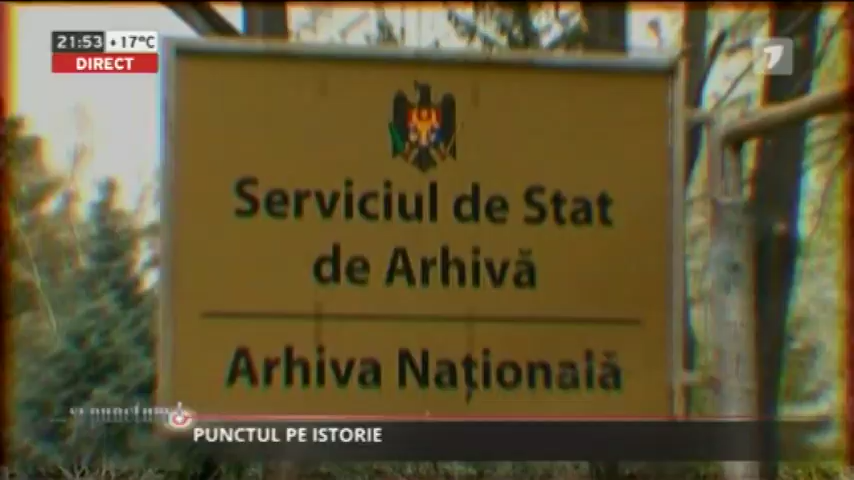 21:53 +17°C
DIRECT
Serviciul de Stat
de Arhivă
Arhiva Națională
PUNCTUL PE ISTORIE